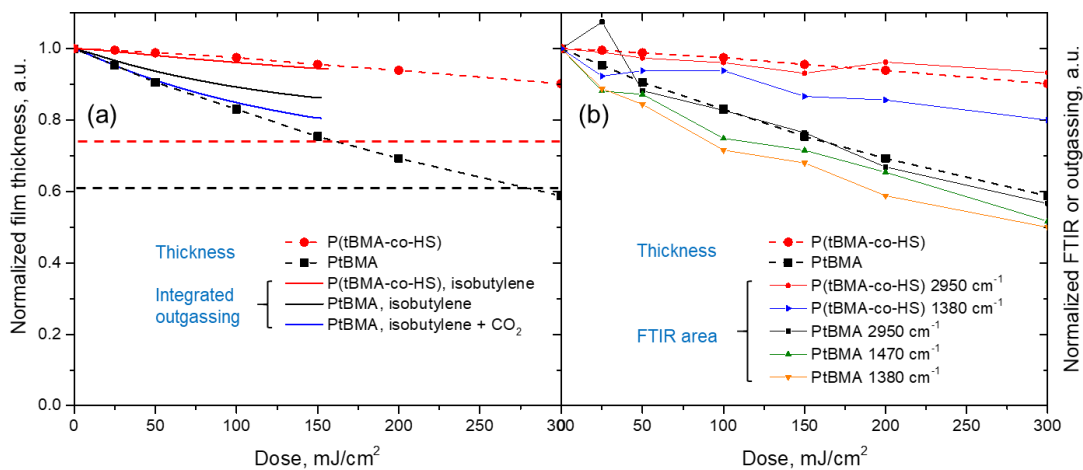 Normalized film thickness, a.u.
1.0
0.8
0.6
0.4
0.2
0.0
(a)
Thickness
P(tBMA-co-HS)
PtBMA
Integrated outgassing
P(tBMA-co-HS), isobutylene
PtBMA, isobutylene
PtBMA, isobutylene + CO₂
0 50 100 150 200 250
Dose, mJ/cm²
(b)
Thickness
P(tBMA-co-HS)
PtBMA
FTIR area
P(tBMA-co-HS) 2950 cm⁻¹
P(tBMA-co-HS) 1380 cm⁻¹
PtBMA 2950 cm⁻¹
PtBMA 1470 cm⁻¹
PtBMA 1380 cm⁻¹
300 50 100 150 200 250 300
Dose, mJ/cm²
Normalized FTIR or outgassing, a.u.